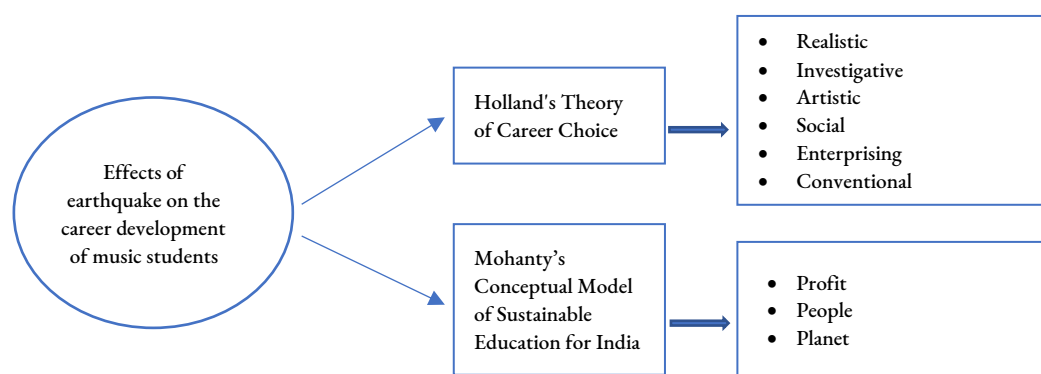 Effects of
earthquake on the
career development
of music students
Holland's Theory
of Career Choice
• Realistic
• Investigative
• Artistic
• Social
• Enterprising
• Conventional
Mohanty’s
Conceptual Model
of Sustainable
Education for India
• Profit
• People
• Planet